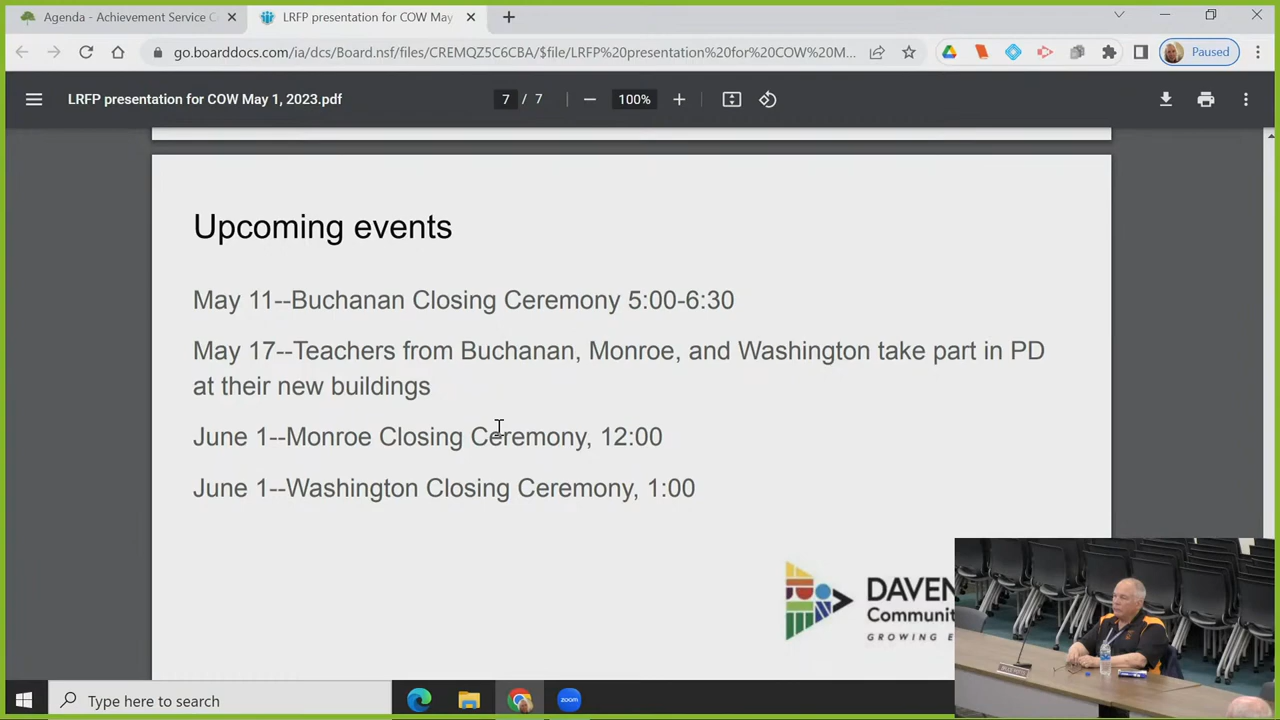 Agenda - Achievement Service C
LRFP presentation for COW May
go.boarddocs.com/ia/dcs/Board.nsf/files/CREMQZ5C6CBA/$file/LRFP%20presentation%20for%20COW%20M...
Paused
LRFP presentation for COW May 1, 2023.pdf
7 / 7
100%
Upcoming events
May 11--Buchanan Closing Ceremony 5:00-6:30
May 17--Teachers from Buchanan, Monroe, and Washington take part in PD
at their new buildings
June 1--Monroe Closing Ceremony, 12:00
June 1--Washington Closing Ceremony, 1:00
DAVEN
Communit
GROWING E
Type here to search
zoom